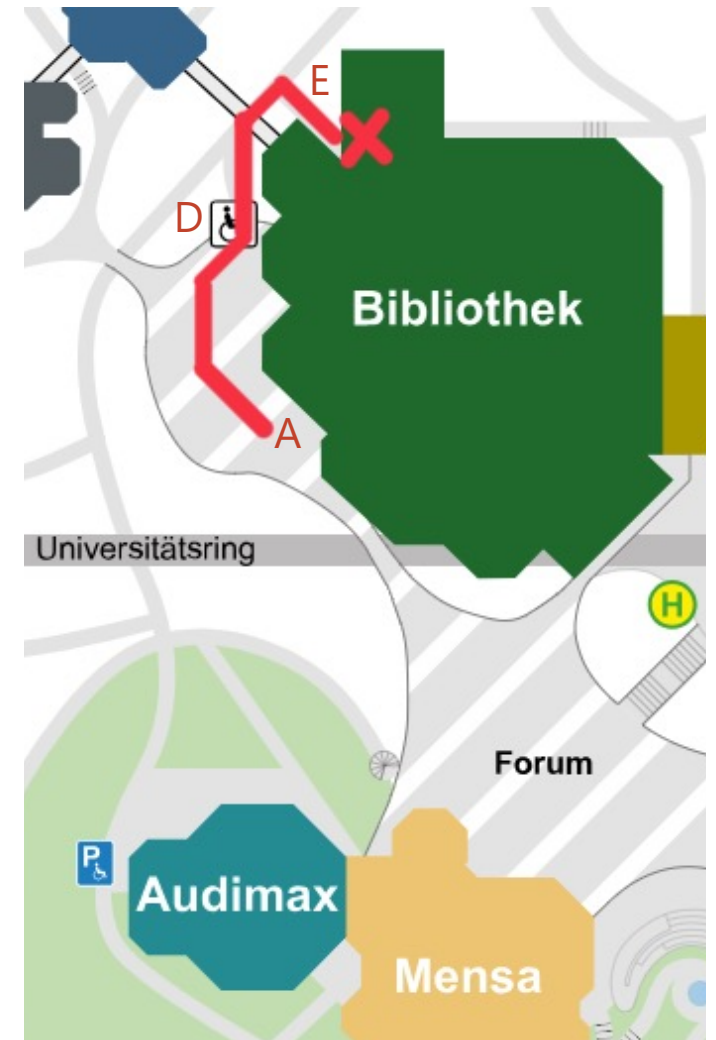 E
D
Bibliothek
A
Universitätsring
H
Forum
P
Audimax
Mensa